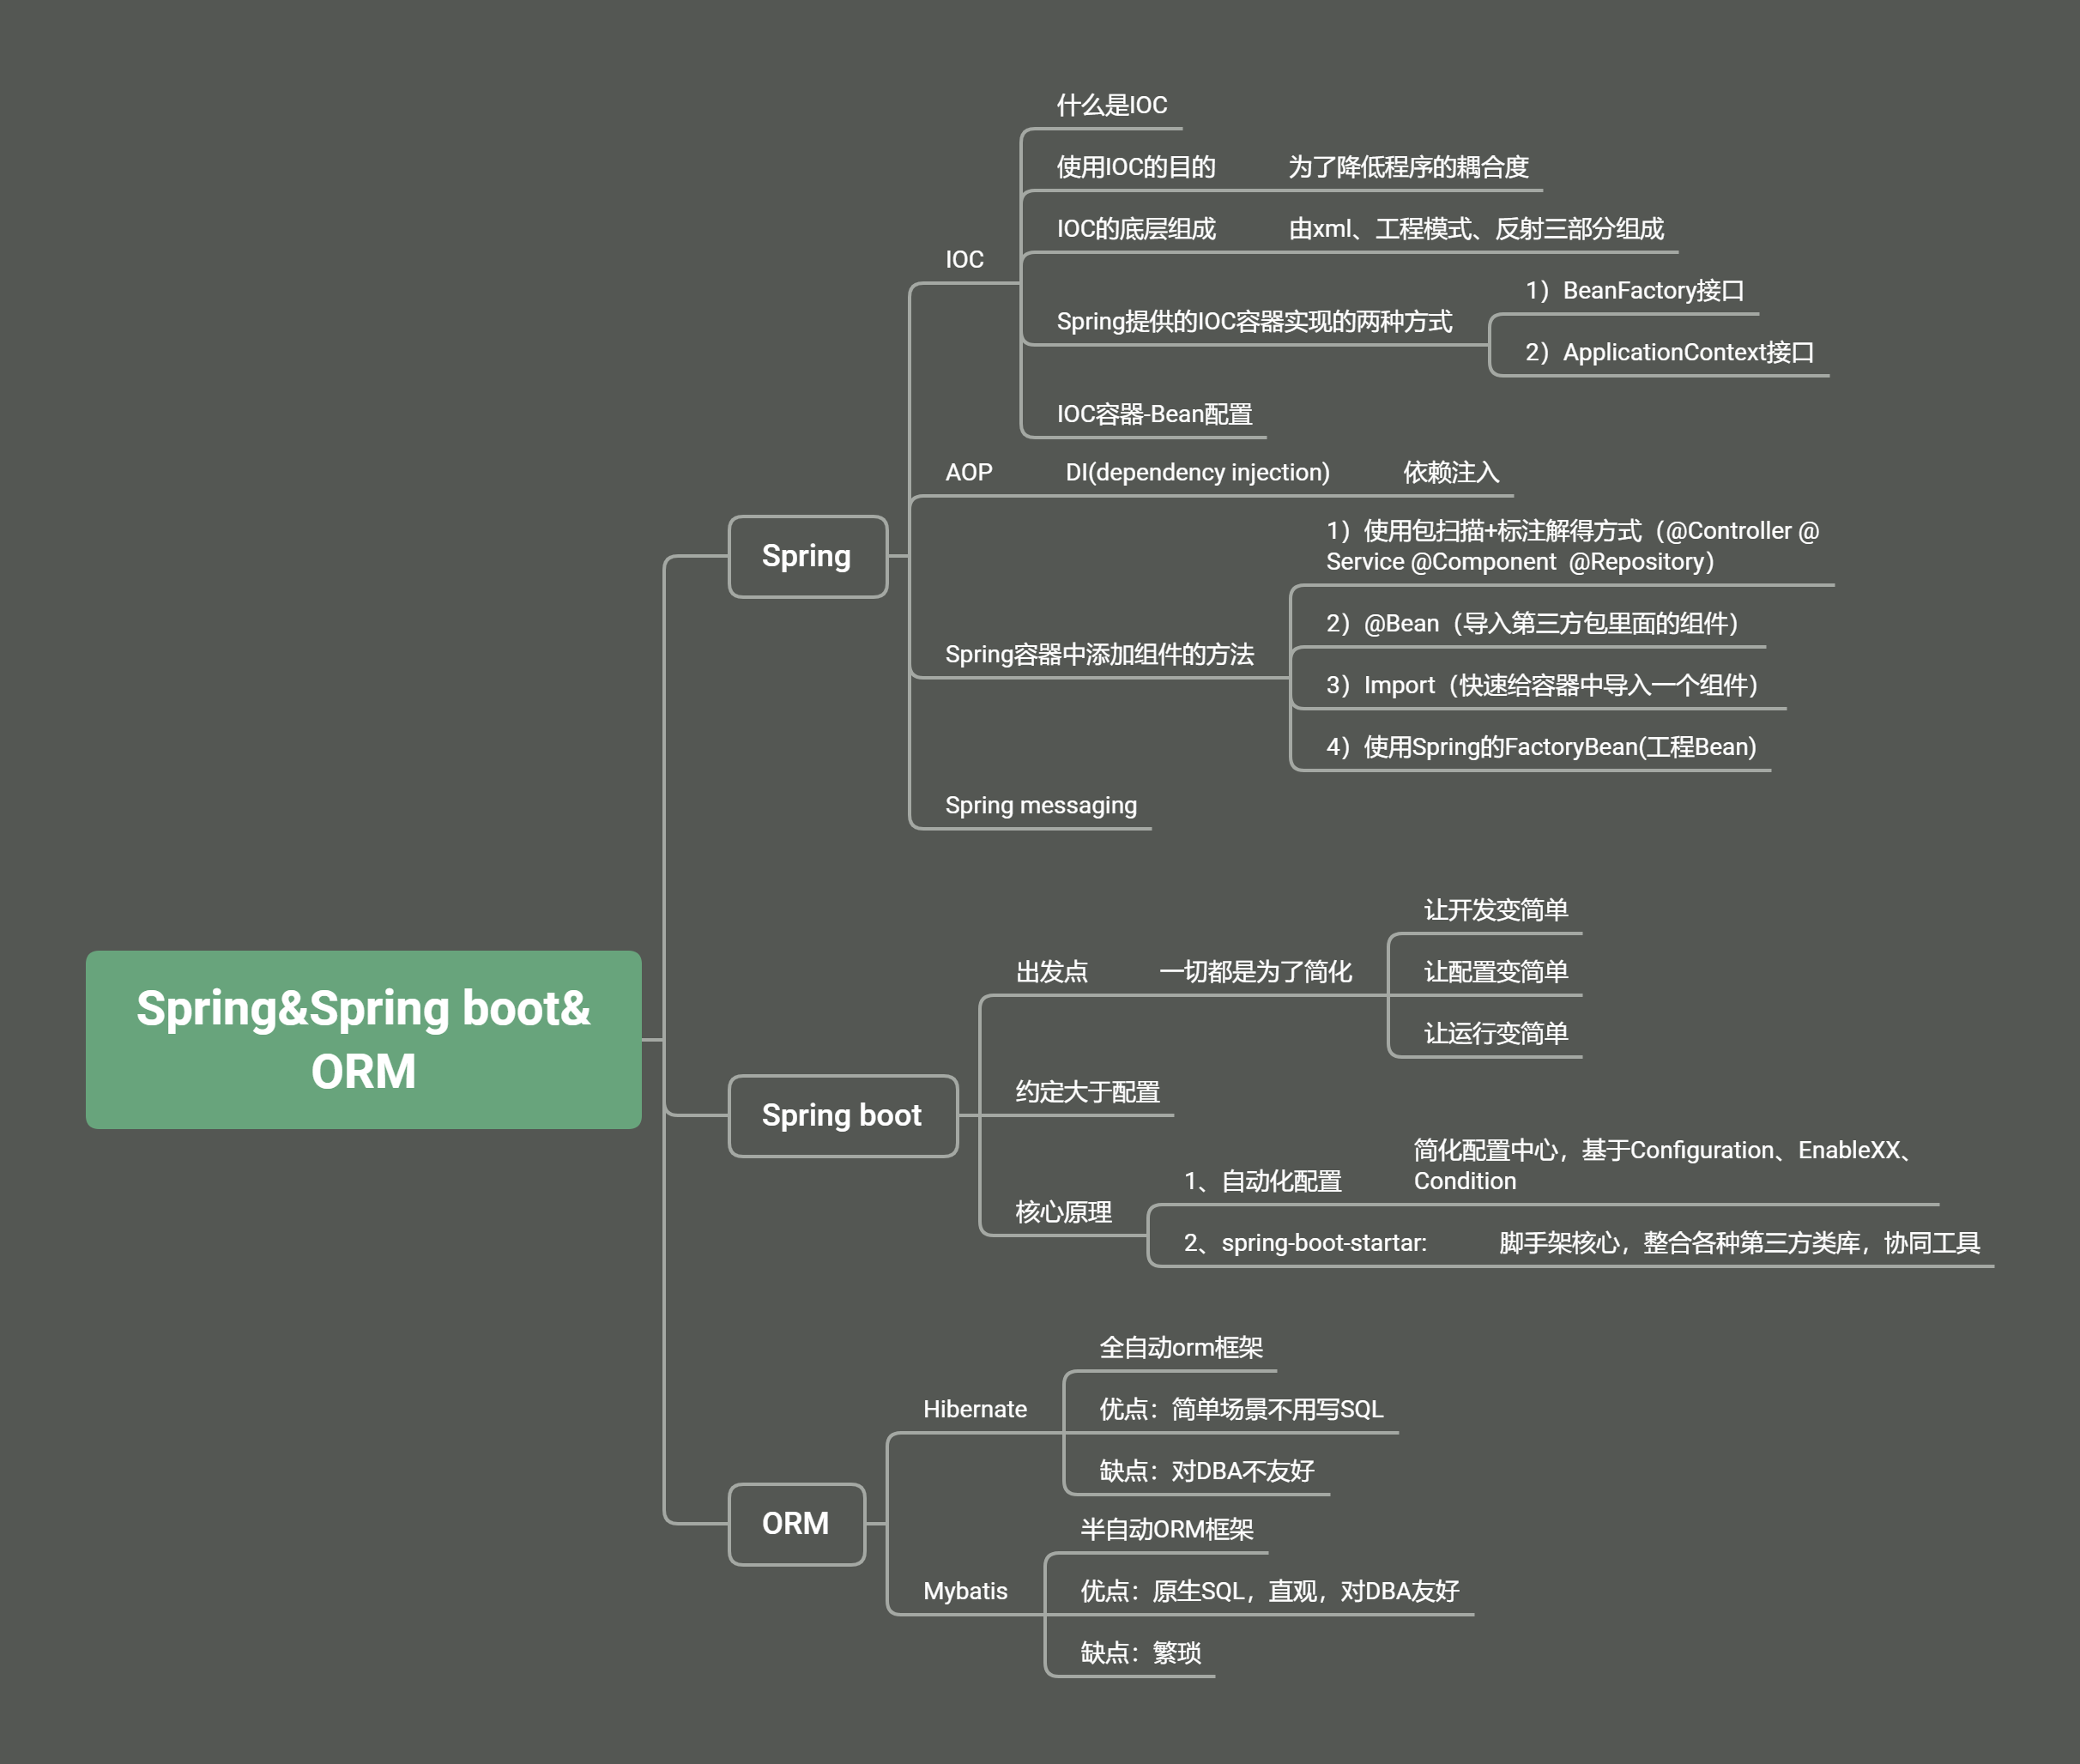 Spring&Spring boot&
ORM
Spring
IOC
什么是IOC
使用IOC的目的
为了降低程序的耦合度
IOC的底层组成
由xml、工程模式、反射三部分组成
Spring提供的IOC容器实现的两种方式
1）BeanFactory接口
2）ApplicationContext接口
IOC容器-Bean配置
AOP
DI(dependency injection)
依赖注入
Spring容器中添加组件的方法
1）使用包扫描+标注解得方式（@Controller @
Service @Component  @Repository）
2）@Bean（导入第三方包里面的组件）
3）Import（快速给容器中导入一个组件）
4）使用Spring的FactoryBean(工程Bean)
Spring messaging
Spring boot
出发点
一切都是为了简化
让开发变简单
让配置变简单
让运行变简单
约定大于配置
核心原理
1、自动化配置
简化配置中心，基于Configuration、EnableXX、
Condition
2、spring-boot-startar:
脚手架核心，整合各种第三方类库，协同工具
ORM
Hibernate
全自动orm框架
优点：简单场景不用写SQL
缺点：对DBA不友好
Mybatis
半自动ORM框架
优点：原生SQL，直观，对DBA友好
缺点：繁琐